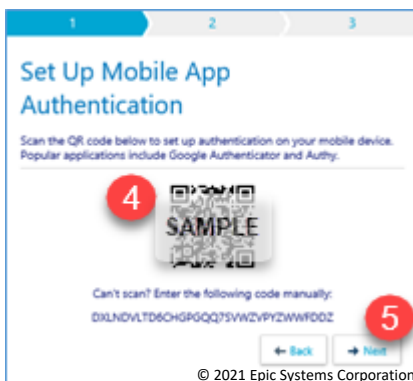 1 2 3
Set Up Mobile App
Authentication
Scan the QR code below to set up authentication on your mobile device.
Popular applications include Google Authenticator and Authy.
4
SAMPLE
Can't scan? Enter the following code manually:
5
← Back → Next
© 2021 Epic Systems Corporation